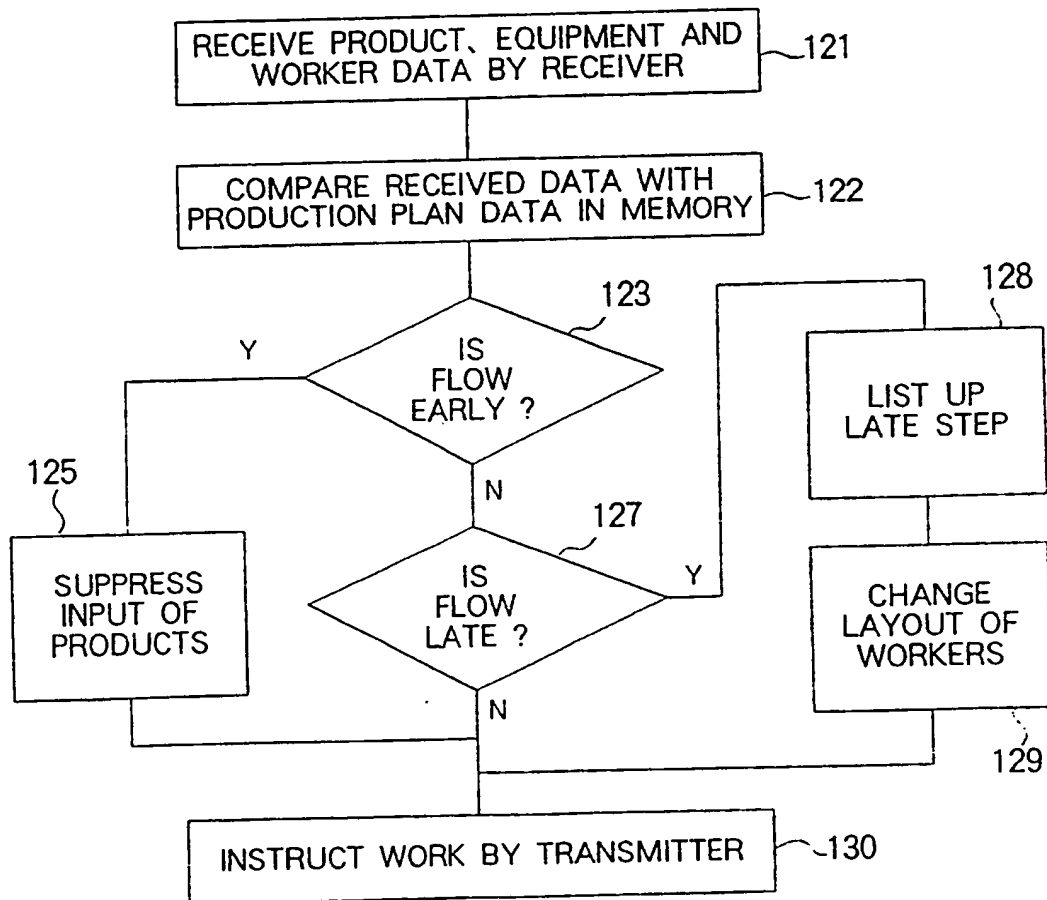 RECEIVE PRODUCT、EQUIPMENT AND
WORKER DATA BY RECEIVER
121
COMPARE RECEIVED DATA WITH
PRODUCTION PLAN DATA IN MEMORY
122
123
IS
FLOW
EARLY ?
Y
N
125
SUPPRESS
INPUT OF
PRODUCTS
127
IS
FLOW
LATE ?
Y
N
128
LIST UP
LATE STEP
CHANGE
LAYOUT OF
WORKERS
129
INSTRUCT WORK BY TRANSMITTER
130